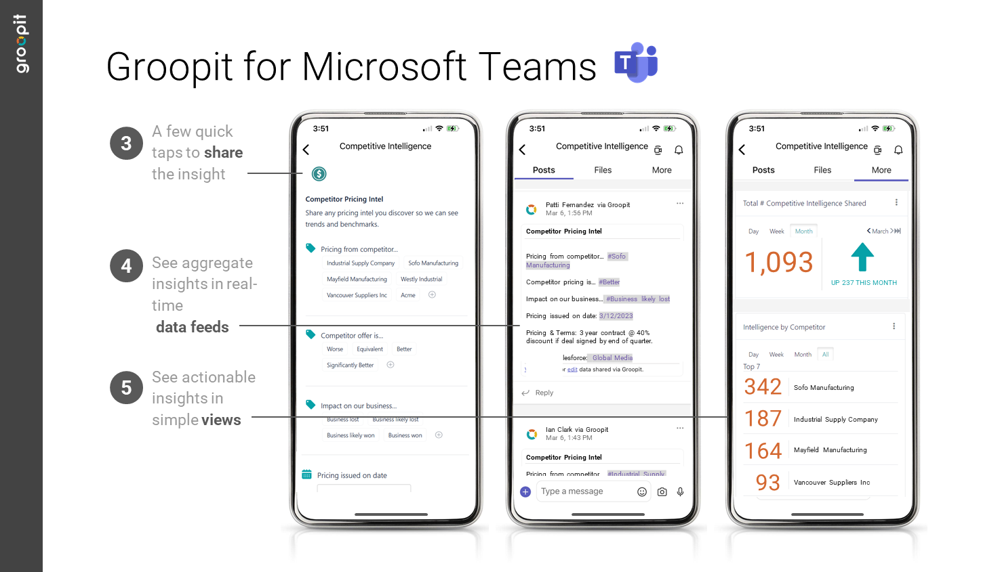 groopit
Groopit for Microsoft Teams
T
3
A few quick
taps to share
the insight
4
See aggregate
insights in real-
time
data feeds
5
See actionable
insights in
simple views
3:51
Competitive Intelligence
$
Competitor Pricing Intel
Share any pricing intel you discover so we can see
trends and benchmarks.
Pricing from competitor...
Industrial Supply Company Sofo Manufacturing
Mayfield Manufacturing Westly Industrial
Vancouver Suppliers Inc Acme
Competitor offer is...
Worse Equivalent Better
Significantly Better
Impact on our business...
Business lost Business likely lost
Business likely won Business won
Pricing issued on date
3:51
Competitive Intelligence
Posts Files More
Patti Fernandez via Groopit
Mar 6, 1:56 PM
Competitor Pricing Intel
Pricing from competitor... #Sofo
Manufacturing
Competitor pricing is... #Better
Impact on our business... #Business likely lost
Pricing issued on date: 3/12/2023
Pricing & Terms: 3 year contract @ 40%
discount if deal signed by end of quarter.
lesforce: Global Media
edit data shared via Groopit.
Reply
Ian Clark via Groopit
Mar 6, 1:43 PM
Competitor Pricing Intel
Pricing from competitor... #Industrial Supply
Type a message
3:51
Competitive Intelligence
Posts Files More
Total # Competitive Intelligence Shared
Day Week Month
March
1,093
UP 237 THIS MONTH
Intelligence by Competitor
Day Week Month All
Top 7
342 Sofo Manufacturing
187 Industrial Supply Company
164 Mayfield Manufacturing
93 Vancouver Suppliers Inc